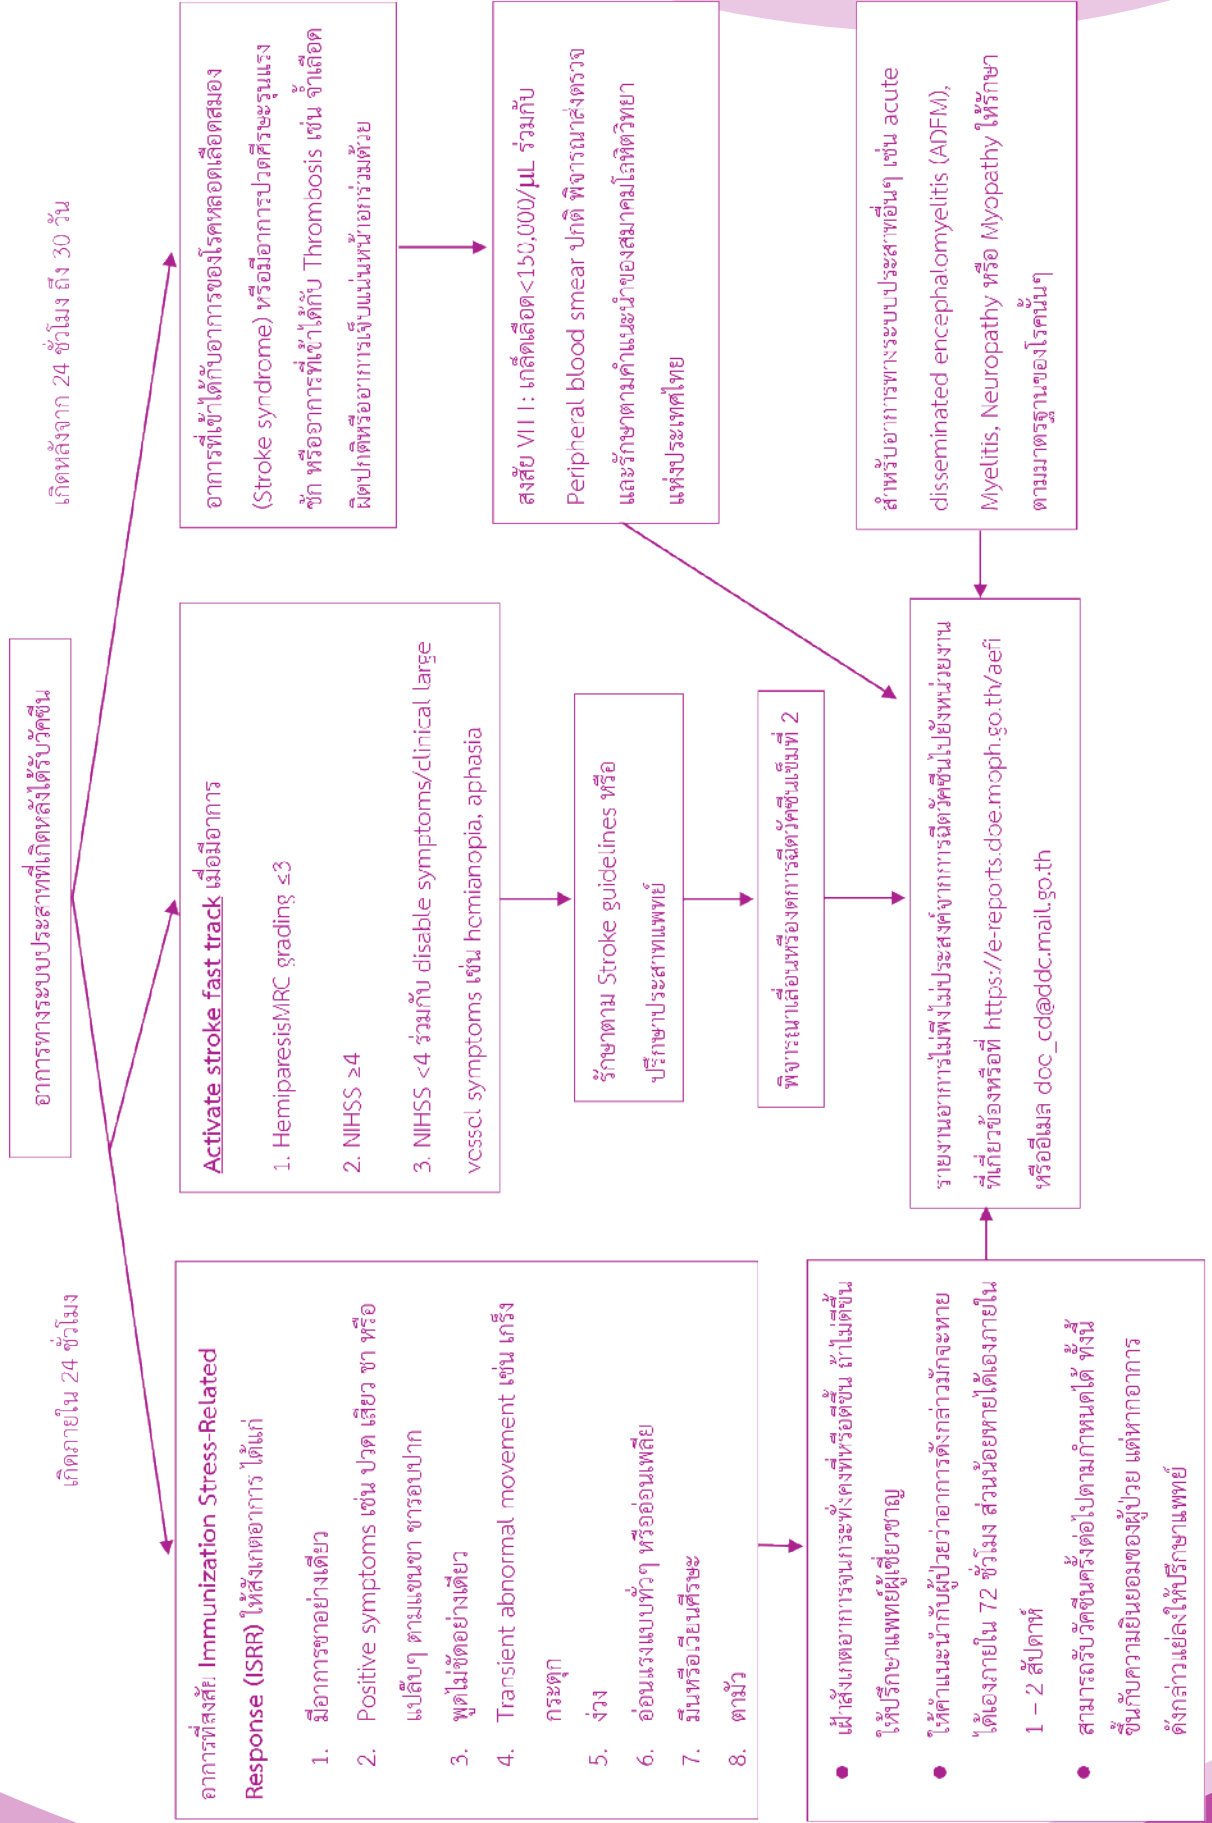 อาการทางระบบประสาทที่เกิดหลังได้รับวัคซีน
เกิดภายใน 24 ชั่วโมง
เกิดหลังจาก 24 ชั่วโมง ถึง 30 วัน
อาการที่สงสัย Immunization Stress-Related
Response (ISRR) ให้สังเกตอาการ ได้แก่
1. มีอาการชาอย่างเดียว
2. Positive symptoms เช่น ปวด เสียว ชา หรือ
แปล๊บๆ ตามแขนขา ชารอบปาก
3. พูดไม่ชัดอย่างเดียว
4. Transient abnormal movement เช่น เกร็ง
กระตุก
5. ง่วง
6. อ่อนแรงแบบทั่วๆ หรืออ่อนเพลีย
7. มึนหรือเวียนศีรษะ
8. ตามัว
Activate stroke fast track เมื่อมีอาการ
1. HemiparesisMRC grading ≤3
2. NIHSS ≥4
3. NIHSS <4 ร่วมกับ disable symptoms/clinical large
vessel symptoms เช่น hemianopia, aphasia
อาการที่เข้าได้กับอาการของโรคหลอดเลือดสมอง
(Stroke syndrome) หรือมีอาการปวดศีรษะรุนแรง
ชัก หรืออาการที่เข้าได้กับ Thrombosis เช่น จ้ำเลือด
ผิดปกติหรืออาการเจ็บแน่นหน้าอกร่วมด้วย
รักษาตาม Stroke guidelines หรือ
ปรึกษาประสาทแพทย์
พิจารณาเลื่อนหรืองดการฉีดวัคซีนเข็มที่ 2
สงสัย VITT: เกล็ดเลือด<150,000/µL ร่วมกับ
Peripheral blood smear ปกติ พิจารณาส่งตรวจ
และรักษาตามคำแนะนำของสมาคมโลหิตวิทยา
แห่งประเทศไทย
● เฝ้าสังเกตอาการจนกระทั่งคงที่หรือดีขึ้น ถ้าไม่ดีขึ้น
ให้ปรึกษาแพทย์ผู้เชี่ยวชาญ
● ให้คำแนะนำกับผู้ป่วยว่าอาการดังกล่าวมักจะหาย
ได้เองภายใน 72 ชั่วโมง ส่วนน้อยหายได้เองภายใน
1 – 2 สัปดาห์
● สามารถรับวัคซีนครั้งต่อไปตามกำหนดได้ ทั้งนี้
ขึ้นกับความยินยอมของผู้ป่วย แต่หากอาการ
ดังกล่าวแย่ลงให้ปรึกษาแพทย์
รายงานอาการไม่พึงไม่ประสงค์จากการฉีดวัคซีนไปยังหน่วยงาน
ที่เกี่ยวข้องหรือที่ https://e-reports.doe.moph.go.th/aefi
หรืออีเมล doc_cd@ddc.mail.go.th
สำหรับอาการทางระบบประสาทอื่นๆ เช่น acute
disseminated encephalomyelitis (ADEM),
Myelitis, Neuropathy หรือ Myopathy ให้รักษา
ตามมาตรฐานของโรคนั้นๆ